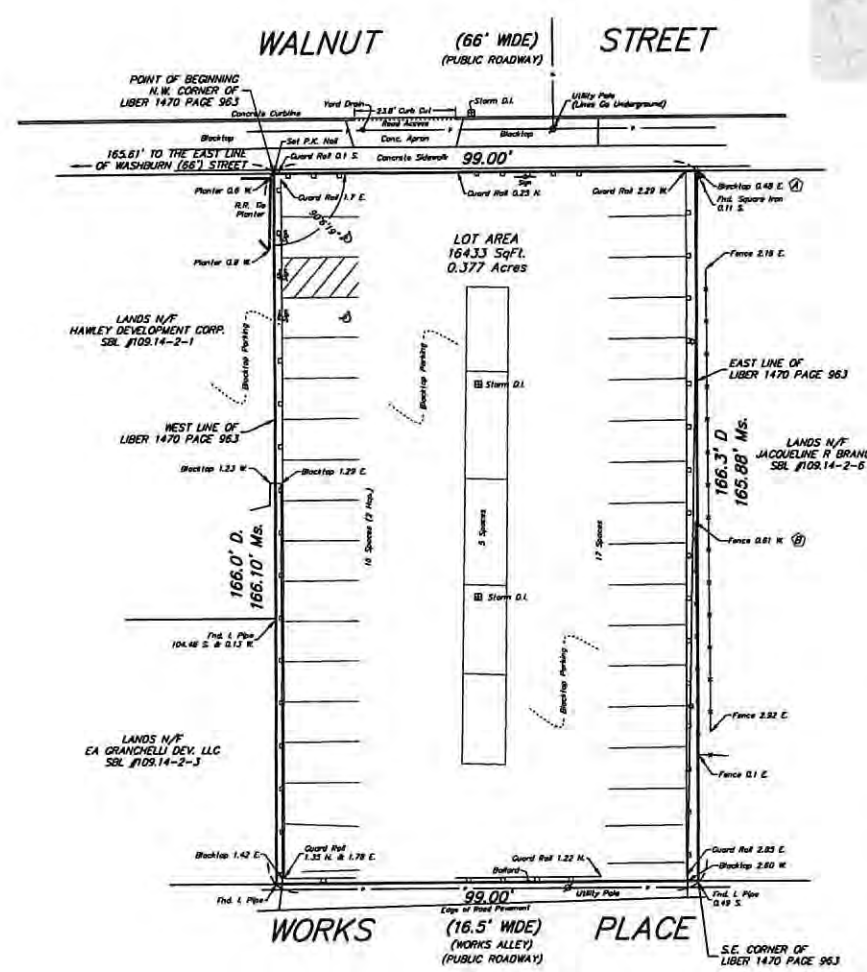 WALNUT (66' WIDE) STREET
(PUBLIC ROADWAY)
POINT OF BEGINNING
N.W. CORNER OF
LIBER 1470 PAGE 963
Concrete Curbline
Yard Drain
23.8' Curb Cut
Storm D.I.
Utility Pole
(Lines Go Underground)
Road Access
Blacktop
Conc. Apron
Blacktop
Set P.K. Nail
165.61' TO THE EAST LINE
OF WASHBURN (66') STREET
Guard Rail 0.1 S.
Concrete Sidewalk
99.00'
Planter 0.6 W.
R.R. Tie
Planter
Guard Rail 1.7 E.
Guard Rail 0.23 N.
Sign
Guard Rail 2.29 W.
Blacktop 0.48 E. A
Fnd. Square Iron
0.11 S.
90°6'19"
Planter 0.8 W.
LOT AREA
16433 SqFt.
0.377 Acres
Fence 2.18 E.
LANDS N/F
HAWLEY DEVELOPMENT CORP.
SBL #109.14-2-1
Blacktop Parking
Blacktop Parking
Storm D.I.
EAST LINE OF
LIBER 1470 PAGE 963
WEST LINE OF
LIBER 1470 PAGE 963
166.3' D
165.88' Ms.
LANDS N/F
JACQUELINE R BRANC
SBL #109.14-2-6
Blacktop 1.23 W.
Blacktop 1.29 E.
16 Spaces (2 Hcp.)
5 Spaces
17 Spaces
Fence 0.61 W. B
166.0' D.
166.10' Ms.
Storm D.I.
Fnd. I. Pipe
104.46 S. & 0.13 W.
Blacktop Parking
Fence 2.92 E.
LANDS N/F
EA GRANCHELLI DEV. LLC
SBL #109.14-2-3
Fence 0.1 E.
Blacktop 1.42 E.
Guard Rail
1.35 N. & 1.78 E.
Guard Rail 1.22 N.
Bollard
Guard Rail 2.85 E.
Blacktop 2.60 W.
Fnd. I. Pipe
99.00'
Utility Pole
Fnd. I. Pipe
0.49 S.
Edge of Road Pavement
WORKS (16.5' WIDE) PLACE
(WORKS ALLEY)
(PUBLIC ROADWAY)
S.E. CORNER OF
LIBER 1470 PAGE 963